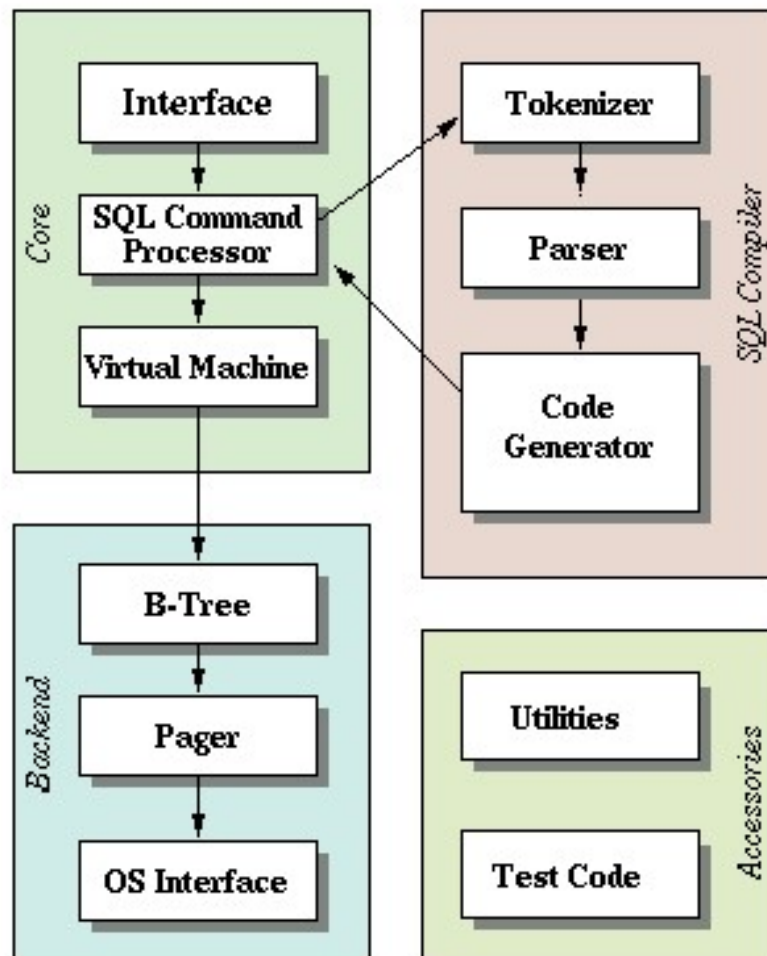 Core
Interface
SQL Command
Processor
Virtual Machine
SQL Compiler
Tokenizer
Parser
Code
Generator
Backend
B-Tree
Pager
OS Interface
Accessories
Utilities
Test Code